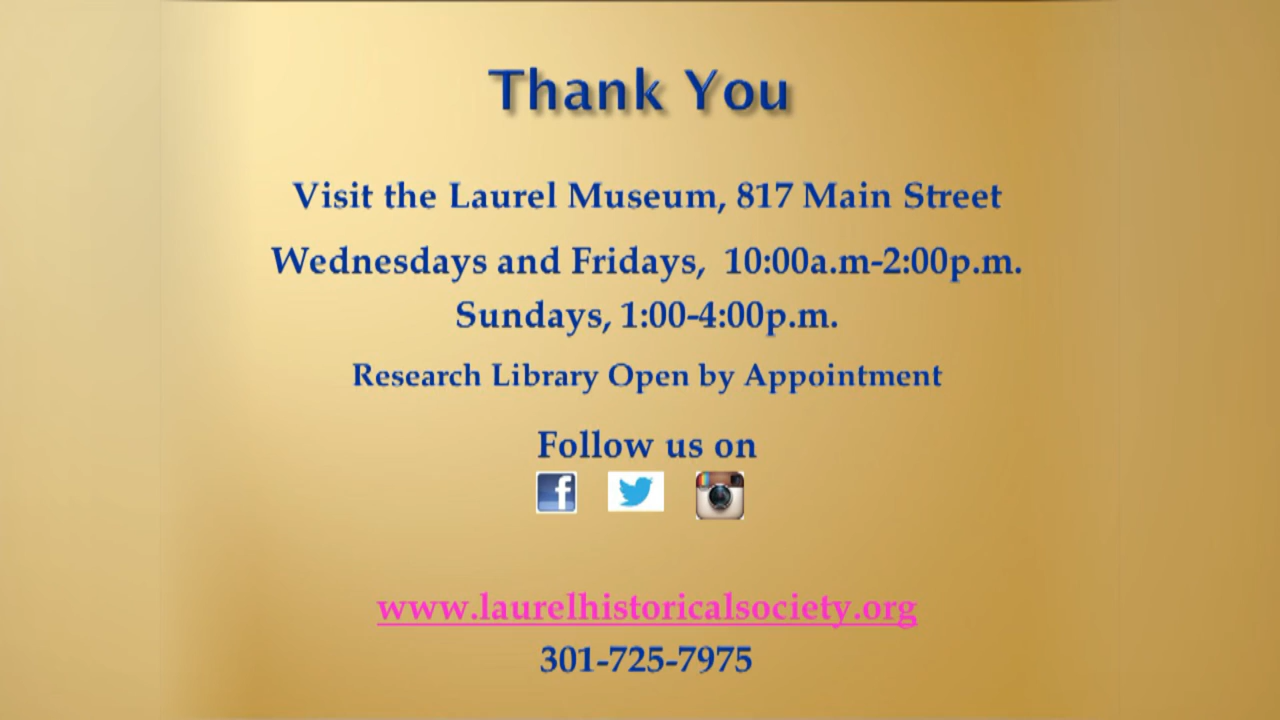 Thank You
Visit the Laurel Museum, 817 Main Street
Wednesdays and Fridays,  10:00a.m-2:00p.m.
Sundays, 1:00-4:00p.m.
Research Library Open by Appointment
Follow us on
f
www.laurelhistoricalsociety.org
301-725-7975